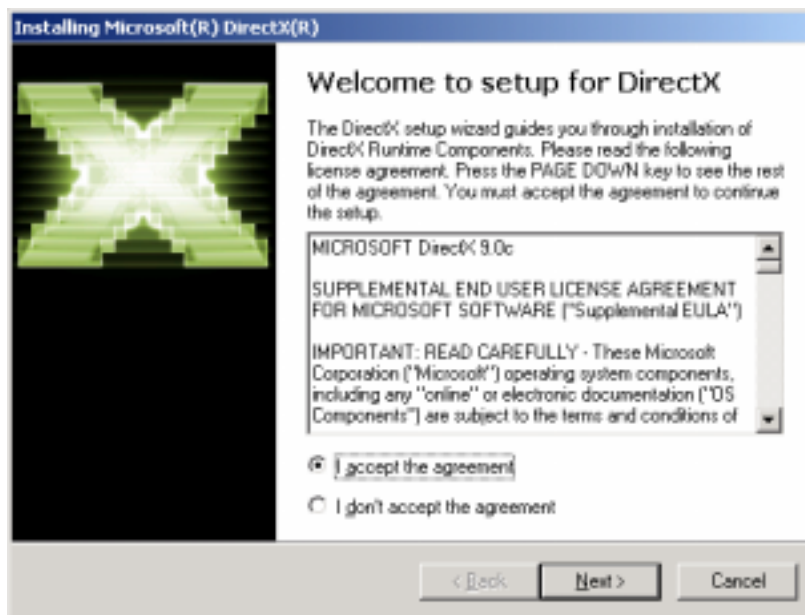 Installing Microsoft(R) DirectX(R)
Welcome to setup for DirectX
The DirectX setup wizard guides you through installation of
DirectX Runtime Components. Please read the following
license agreement. Press the PAGE DOWN key to see the rest
of the agreement. You must accept the agreement to continue
the setup.
MICROSOFT DirectX 9.0c
SUPPLEMENTAL END USER LICENSE AGREEMENT
FOR MICROSOFT SOFTWARE ("Supplemental EULA")
IMPORTANT: READ CAREFULLY - These Microsoft
Corporation ("Microsoft") operating system components,
including any "online" or electronic documentation ("OS
Components") are subject to the terms and conditions of
I accept the agreement
I don't accept the agreement
< Back
Next >
Cancel